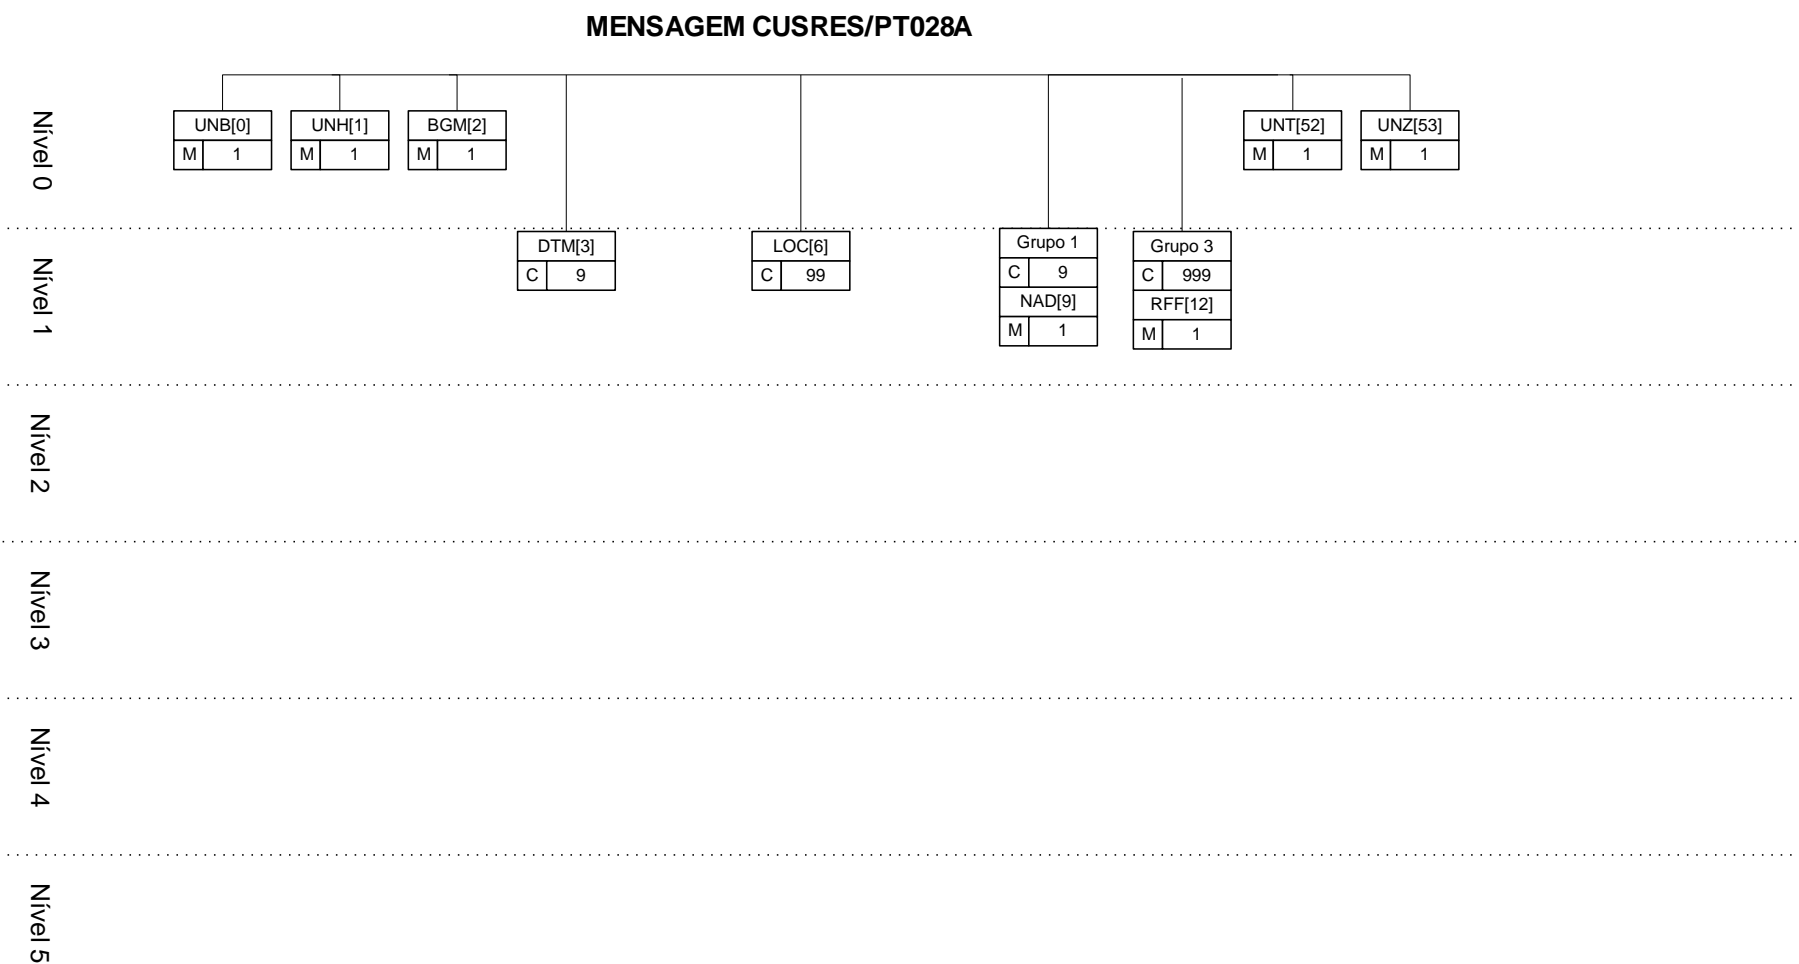 MENSAGEM CUSRES/PT028A
Nível 0
UNB[0]
M 1
UNH[1]
M 1
BGM[2]
M 1
UNT[52]
M 1
UNZ[53]
M 1
Nível 1
DTM[3]
C 9
LOC[6]
C 99
Grupo 1
C 9
NAD[9]
M 1
Grupo 3
C 999
RFF[12]
M 1
Nível 2
Nível 3
Nível 4
Nível 5